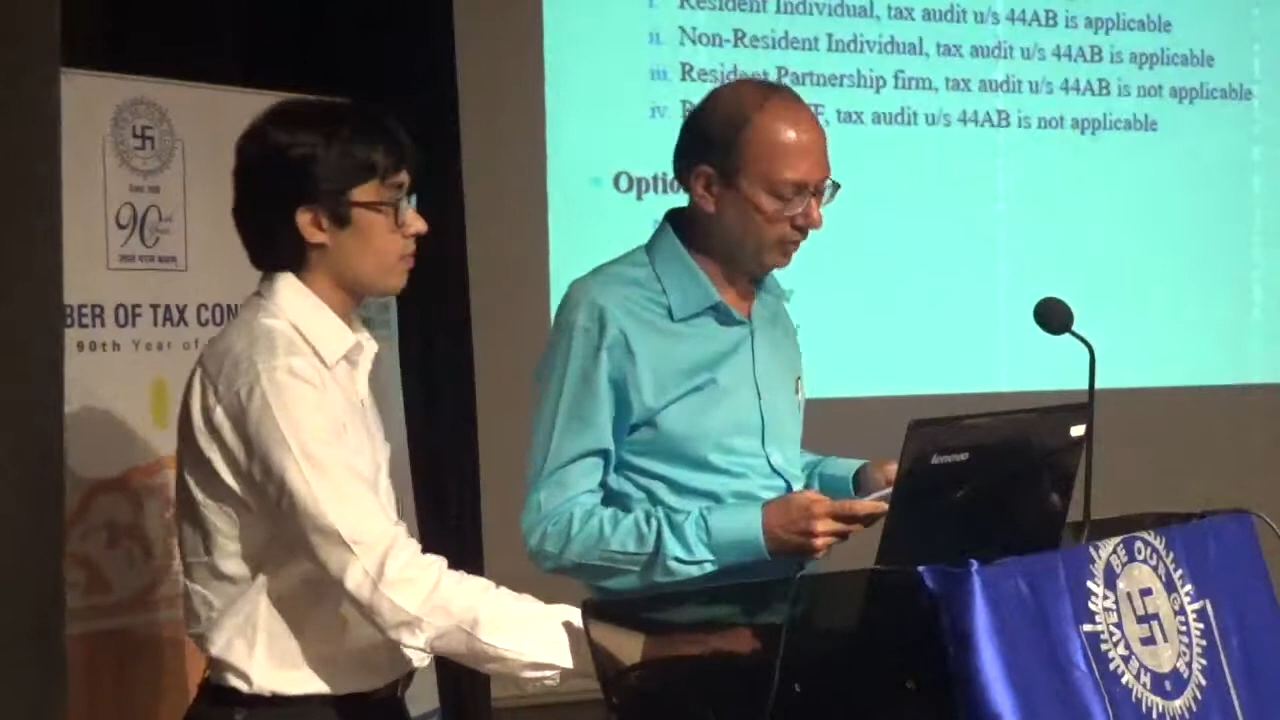 i. Resident Individual, tax audit u/s 44AB is applicable
ii. Non-Resident Individual, tax audit u/s 44AB is applicable
iii. Resident Partnership firm, tax audit u/s 44AB is not applicable
iv. F, tax audit u/s 44AB is not applicable
Optio
90
BER OF TAX CON
90th Year of
lenovo
HEAVEN BE OUR GUIDE